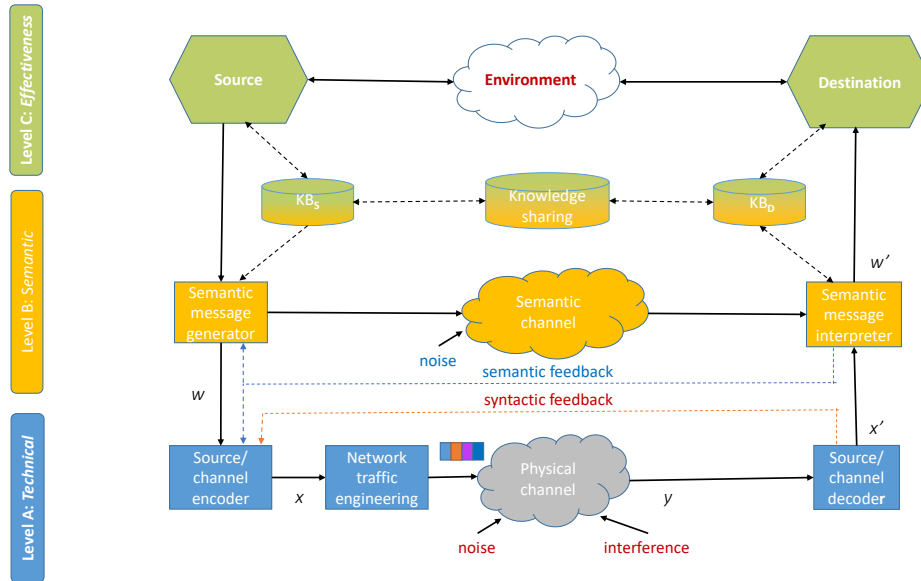 Level C: Effectiveness
Source
Environment
Destination
KBS
Knowledge
sharing
KBD
Level B: Semantic
w'
Semantic
message
generator
Semantic
channel
Semantic
message
interpreter
noise
semantic feedback
w
syntactic feedback
x'
Level A: Technical
Source/
channel
encoder
x
Network
traffic
engineering
Physical
channel
y
Source/
channel
decoder
noise
interference